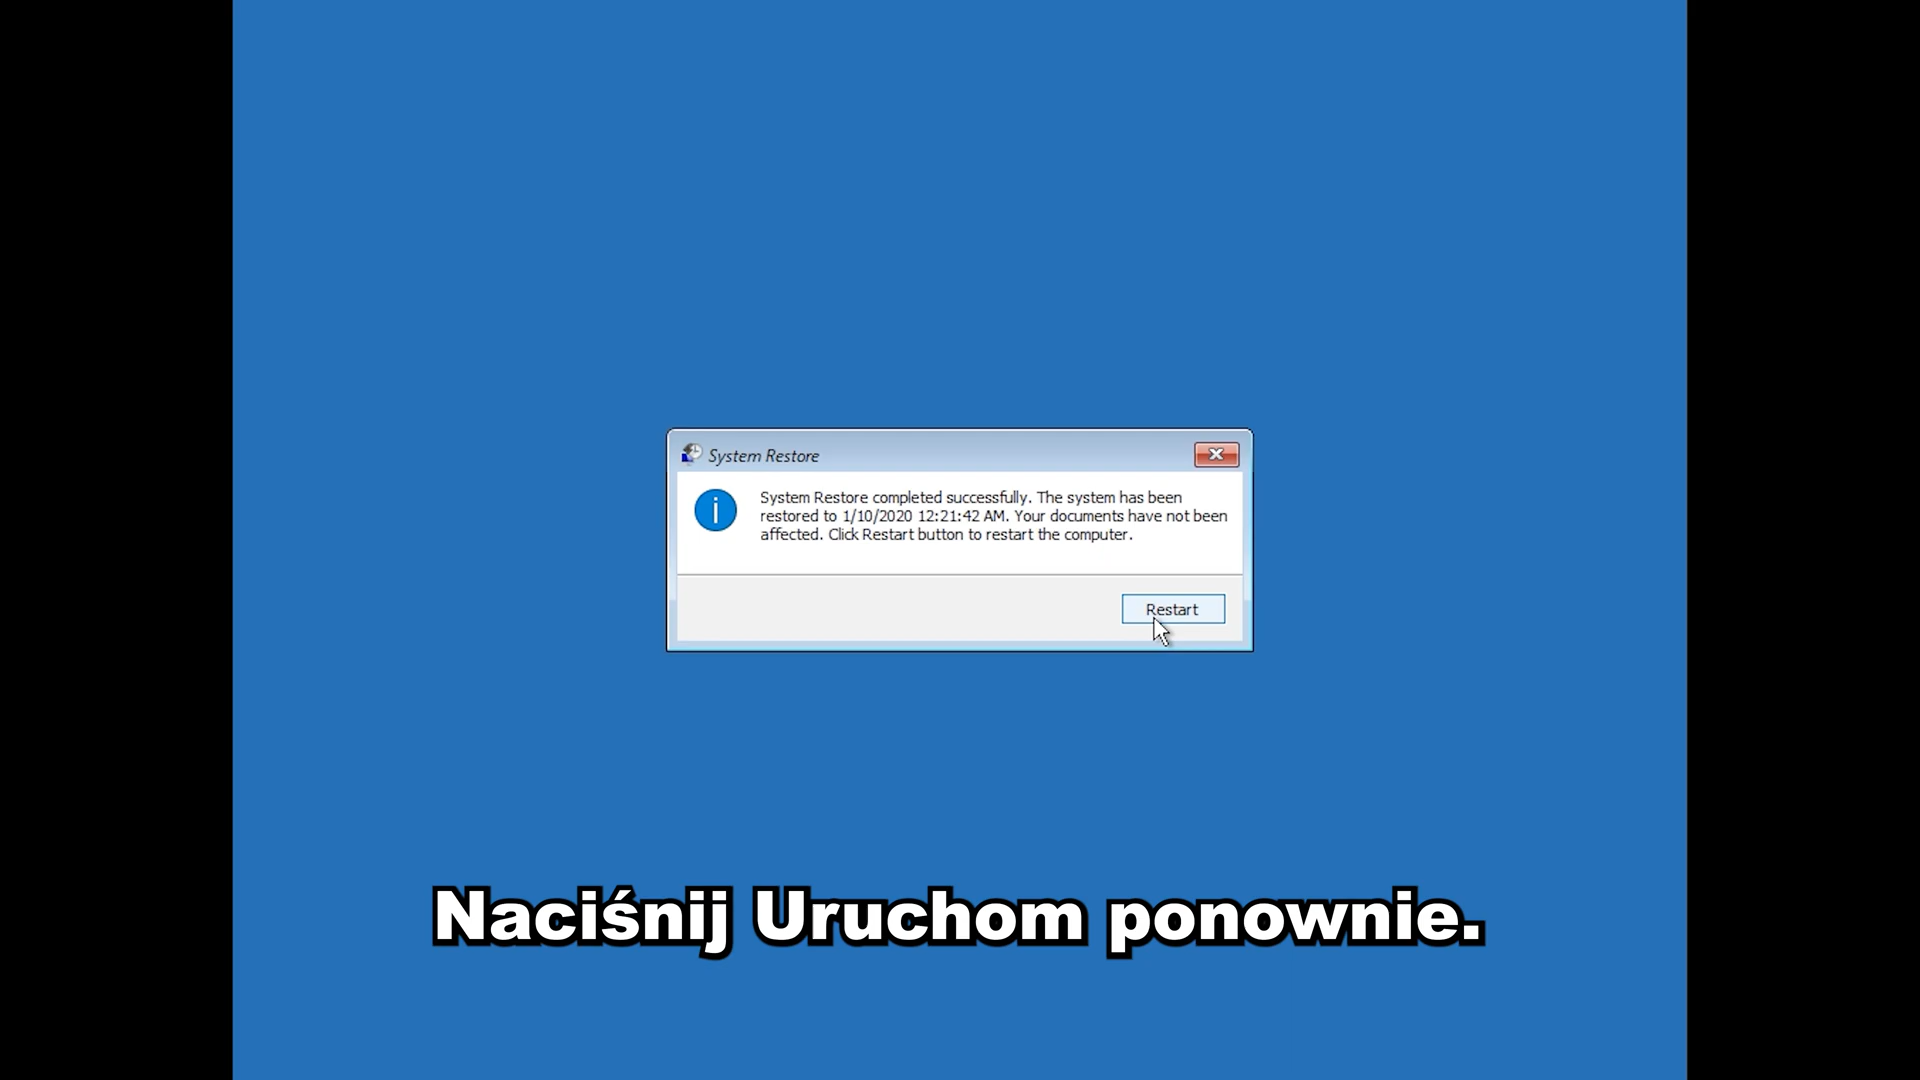 System Restore
System Restore completed successfully. The system has been
restored to 1/10/2020 12:21:42 AM. Your documents have not been
affected. Click Restart button to restart the computer.
Restart
Naciśnij Uruchom ponownie.